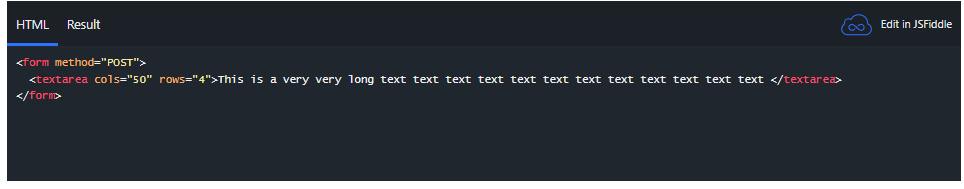 HTML Result Edit in JSFiddle
<form method="POST">
  <textarea cols="50" rows="4">This is a very very long text text text text text text text text text text text text </textarea>
</form>